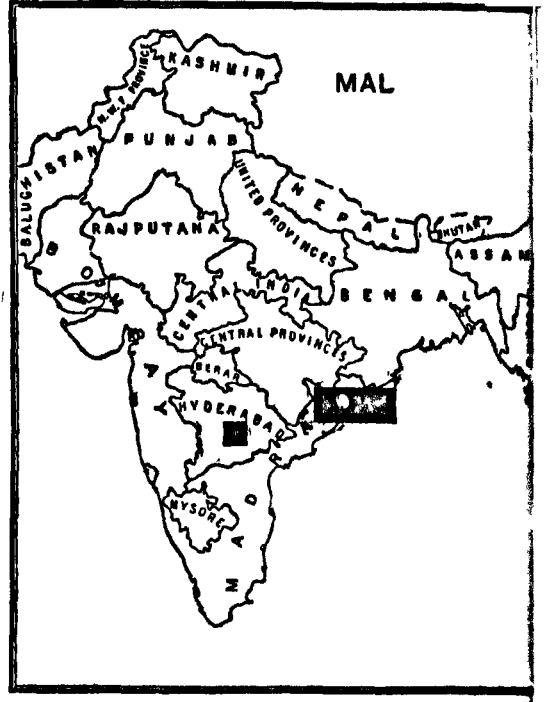 MAL
KASHMIR
N.W.F. PROVINCE
PUNJAB
BALUCHISTAN
UNITED PROVINCES
NEPAL
BHUTAN
RAJPUTANA
ASSAM
BOMBAY
CENTRAL INDIA
BENGAL
CENTRAL PROVINCES
BERAR
HYDERABAD
MYSORE
MADRAS